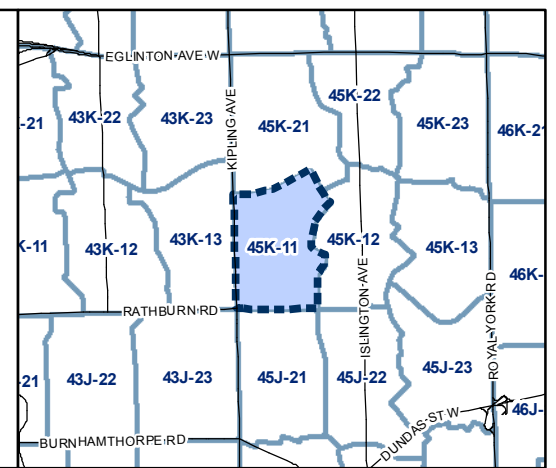 EGLINTON AVE W
45K-22
-21
43K-22
43K-23
45K-21
45K-23
46K-21
KIPLING AVE
K-11
43K-12
43K-13
45K-11
45K-12
45K-13
46K-
ISLINGTON AVE
ROYAL YORK RD
RATHBURN RD
-21
43J-22
43J-23
45J-21
45J-22
45J-23
46J-
DUNDAS ST W
BURNHAMTHORPE RD